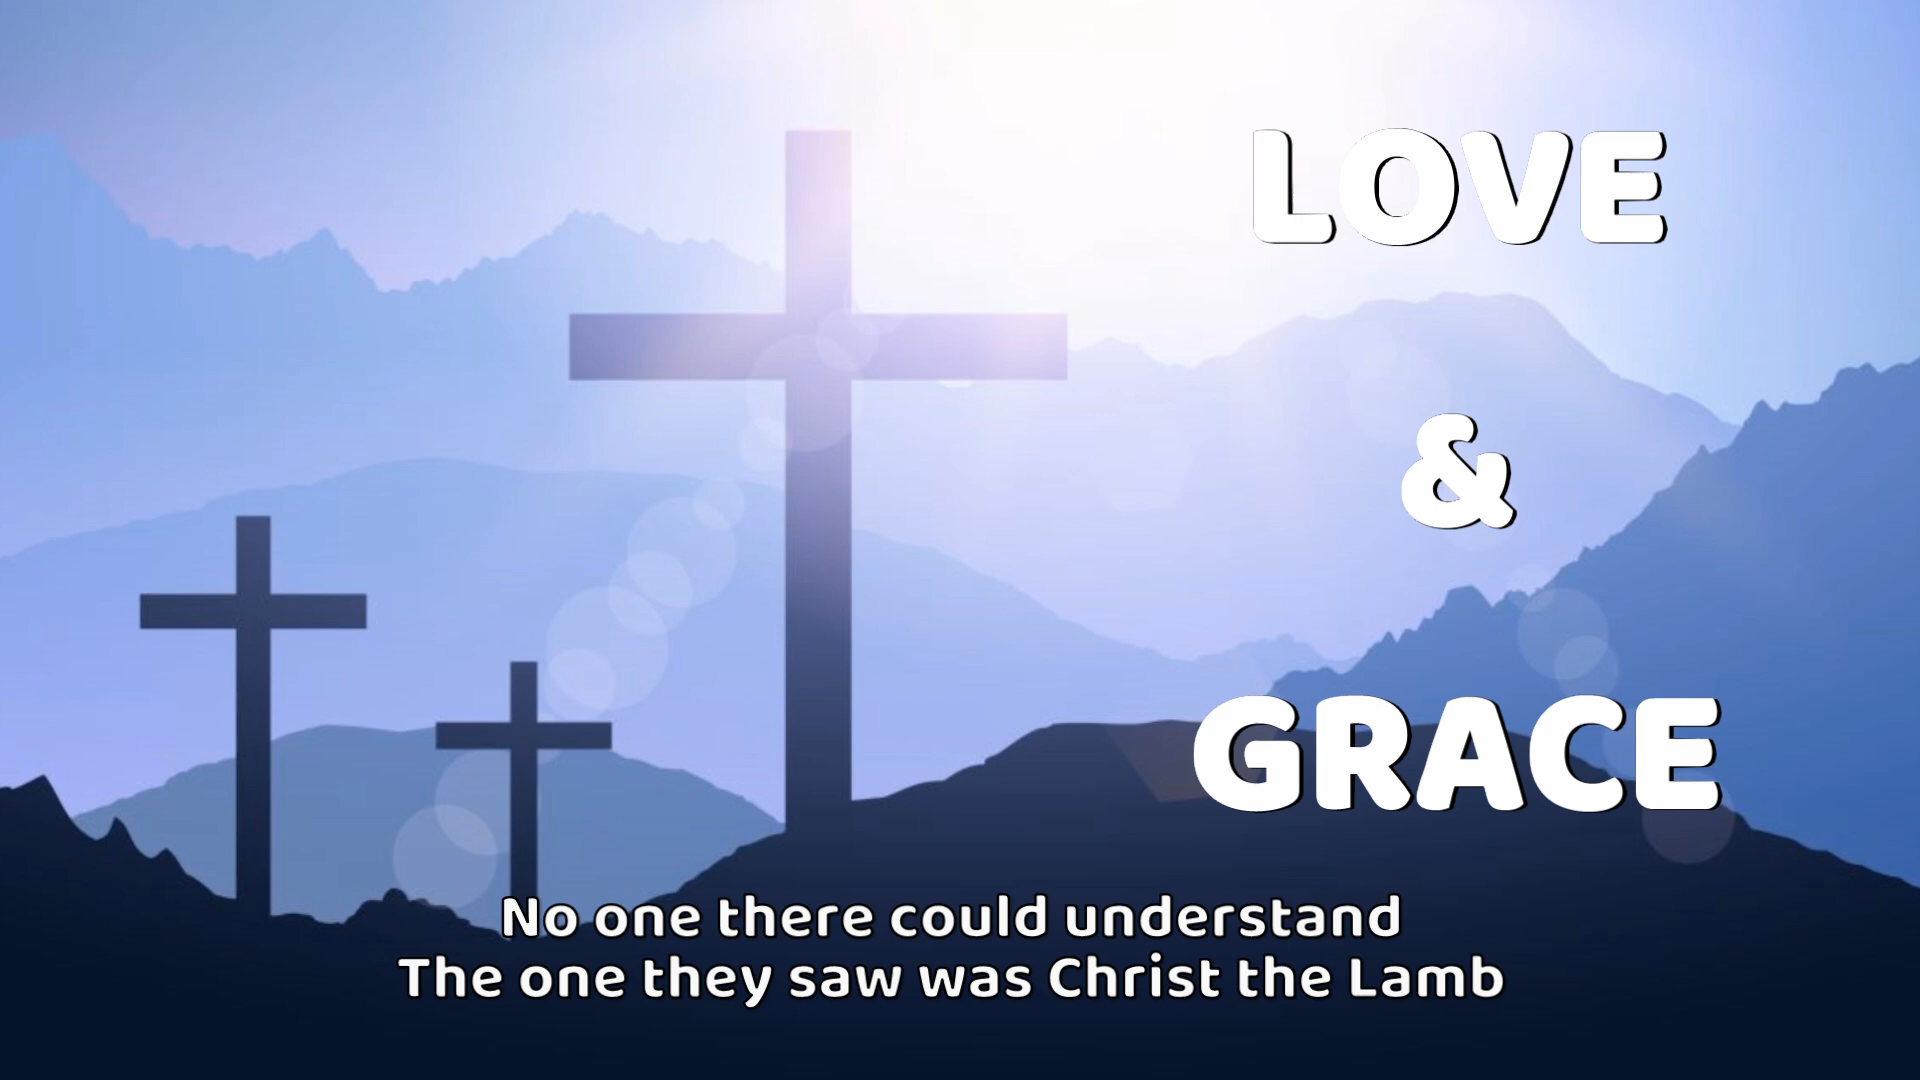 LOVE
&
GRACE
No one there could understand
The one they saw was Christ the Lamb